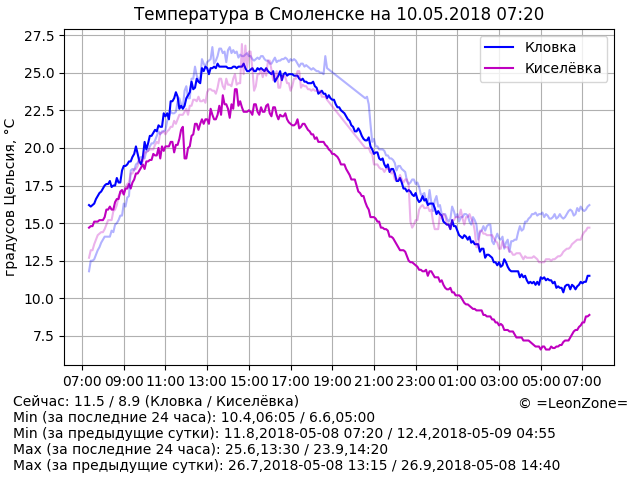 Температура в Смоленске на 10.05.2018 07:20
градусов Цельсия, °C
27.5
25.0
22.5
20.0
17.5
15.0
12.5
10.0
7.5
Кловка
Киселёвка
07:00 09:00 11:00 13:00 15:00 17:00 19:00 21:00 23:00 01:00 03:00 05:00 07:00
Сейчас: 11.5 / 8.9 (Кловка / Киселёвка)
© =LeonZone=
Min (за последние 24 часа): 10.4,06:05 / 6.6,05:00
Min (за предыдущие сутки): 11.8,2018-05-08 07:20 / 12.4,2018-05-09 04:55
Max (за последние 24 часа): 25.6,13:30 / 23.9,14:20
Max (за предыдущие сутки): 26.7,2018-05-08 13:15 / 26.9,2018-05-08 14:40